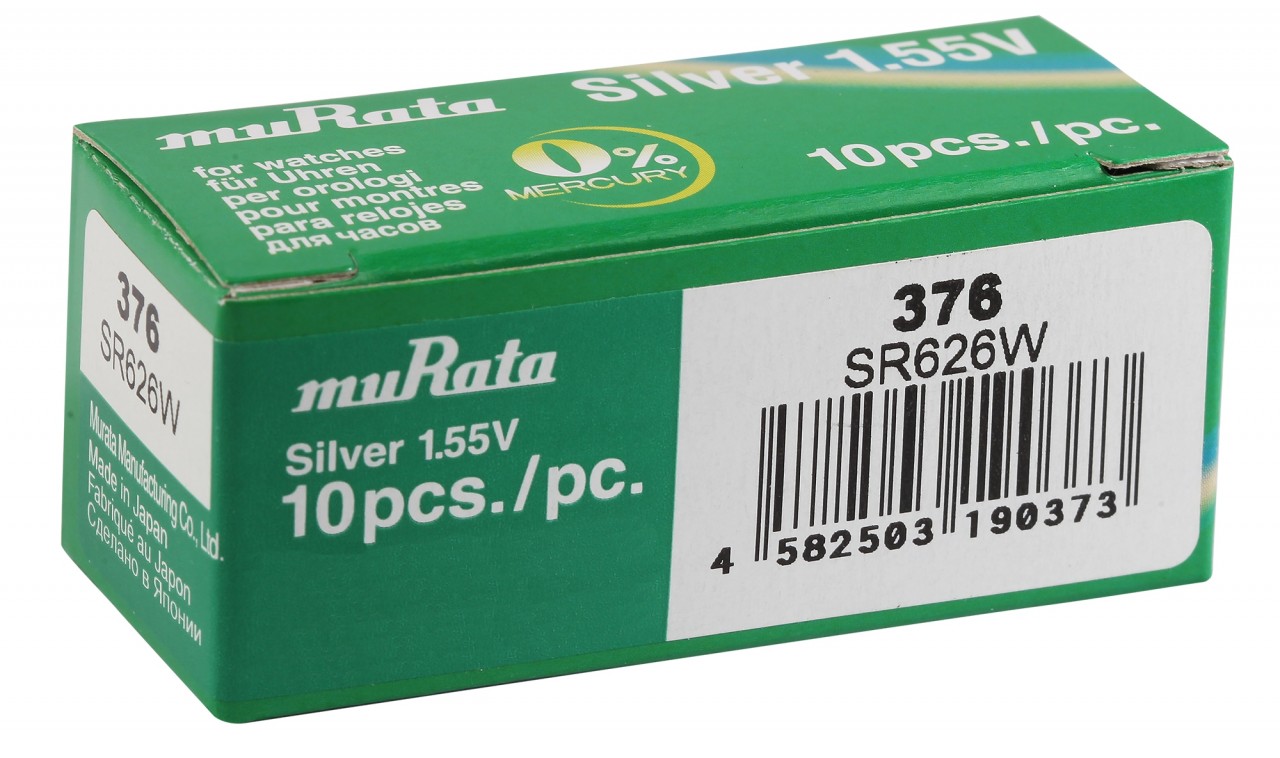 muRata
for watches
für Uhren
per orologi
pour montres
para relojes
для часов
0%
MERCURY
Silver 1.55V
10pcs./pc.
376
SR626W
Murata Manufacturing Co., Ltd.
Made in Japan
Fabriqué au Japon
Сделано в Японии
muRata
Silver 1.55V
10pcs./pc.
376
SR626W
4 582503 190373